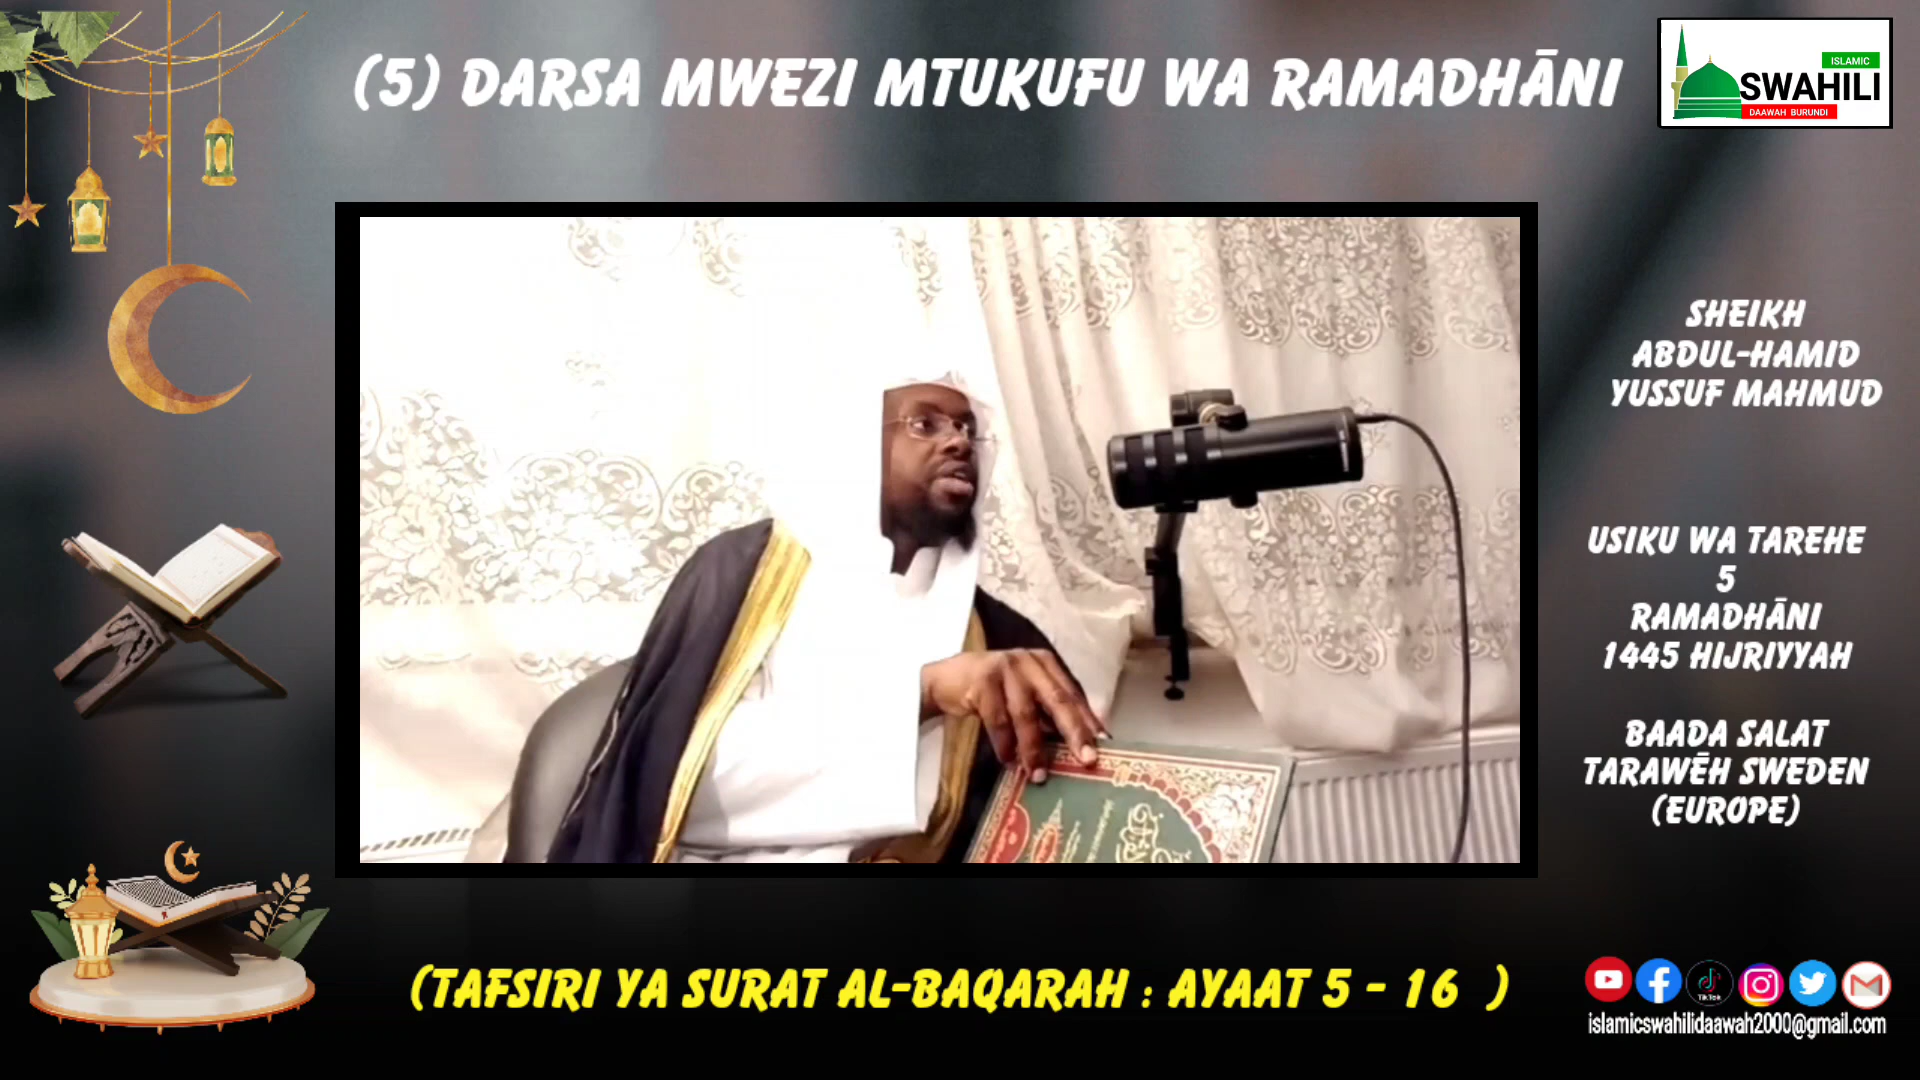 (5) DARSA MWEZI MTUKUFU WA RAMADHĀNI
ISLAMIC
SWAHILI
DAAWAH BURUNDI
SHEIKH
ABDUL-HAMID
YUSSUF MAHMUD
USIKU WA TAREHE
5
RAMADHĀNI
1445 HIJRIYYAH
BAADA SALAT
TARAWĒH SWEDEN
(EUROPE)
(TAFSIRI YA SURAT AL-BAQARAH : AYAAT 5 - 16 )
TikTok
islamicswahilidaawah2000@gmail.com